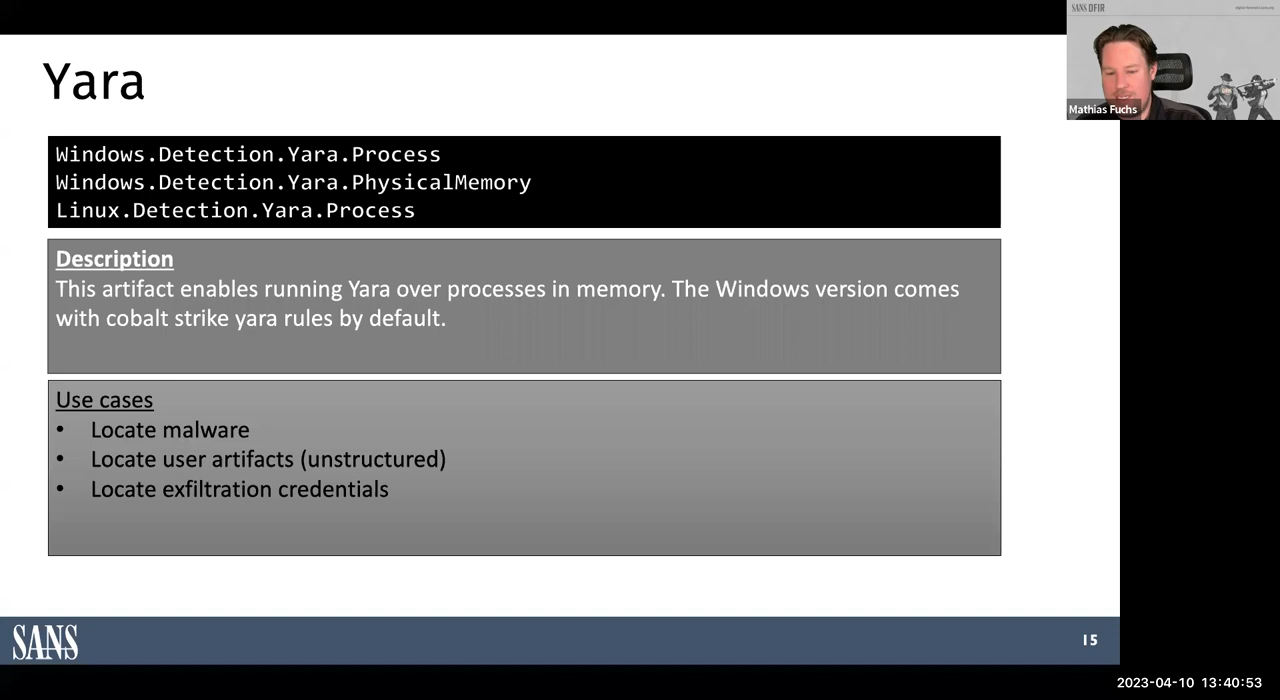 SANS DFIR
Mathias Fuchs
Yara
Windows.Detection.Yara.Process
Windows.Detection.Yara.PhysicalMemory
Linux.Detection.Yara.Process
Description
This artifact enables running Yara over processes in memory. The Windows version comes
with cobalt strike yara rules by default.
Use cases
• Locate malware
• Locate user artifacts (unstructured)
• Locate exfiltration credentials
SANS
15
2023-04-10 13:40:53